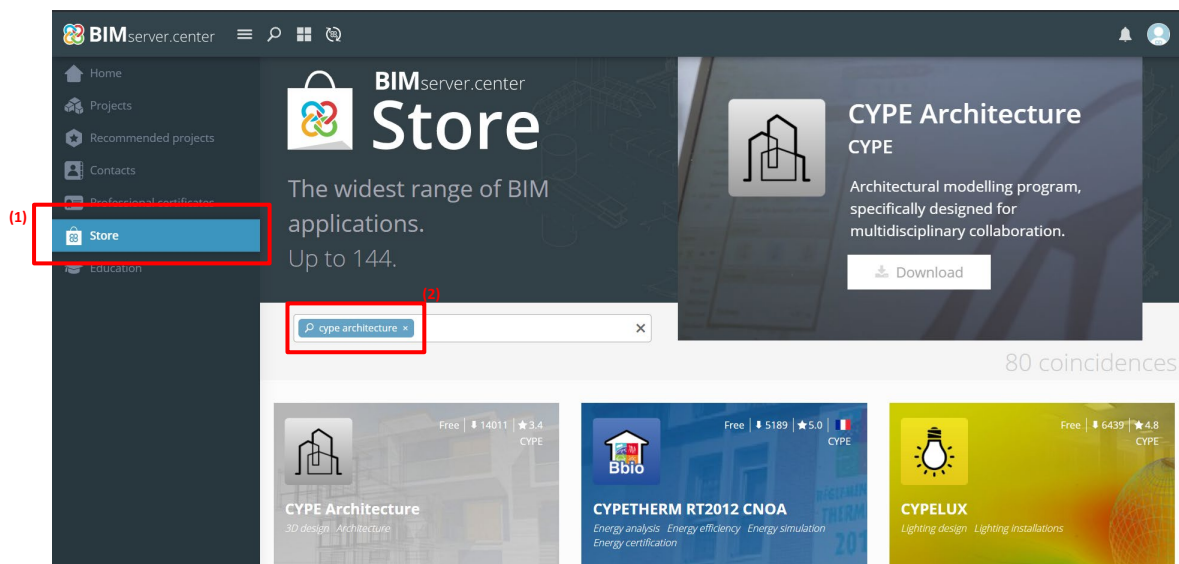 BIMserver.center
Home
Projects
Recommended projects
Contacts
Professional certificates
(1)
Store
Education
BIMserver.center
Store
The widest range of BIM
applications.
Up to 144.
CYPE Architecture
CYPE
Architectural modelling program,
specifically designed for
multidisciplinary collaboration.
Download
(2)
cype architecture ×
80 coincidences
Free 14011 ★3.4
CYPE
CYPE Architecture
3D design Architecture
Free 5189 ★5.0
CYPE
Bbio
CYPETHERM RT2012 CNOA
Energy analysis Energy efficiency Energy simulation
Energy certification
Free 6439 ★4.8
CYPE
CYPELUX
Lighting design Lighting installations